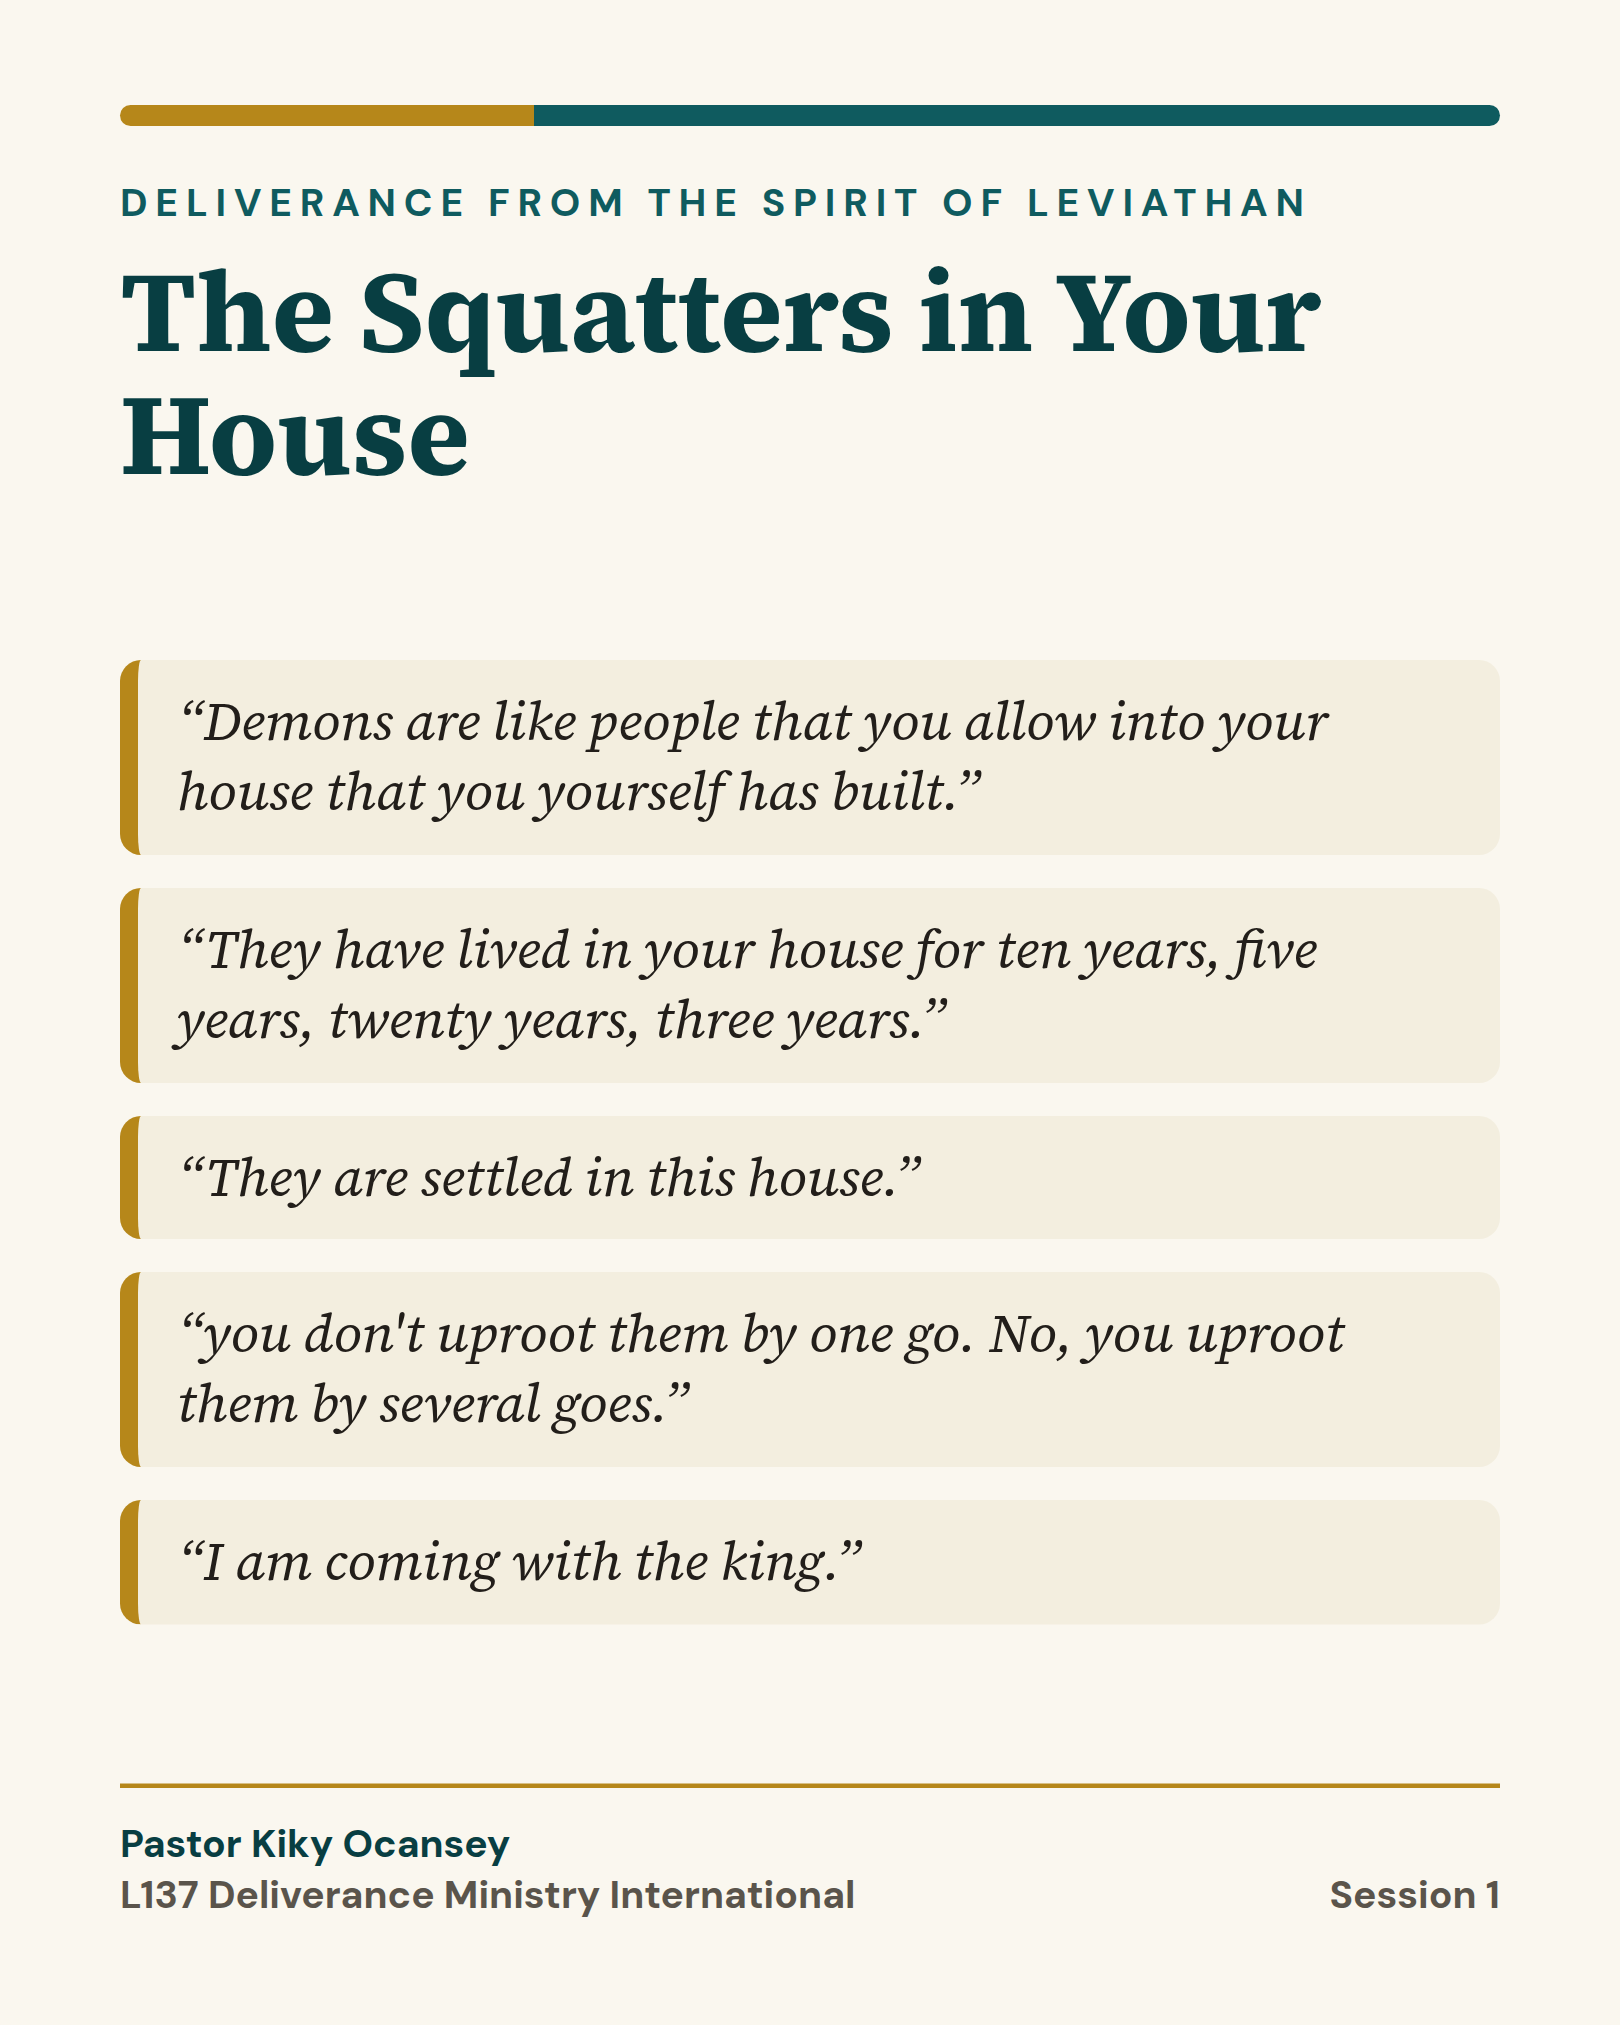 DELIVERANCE FROM THE SPIRIT OF LEVIATHAN
The Squatters in Your
House
“Demons are like people that you allow into your
house that you yourself has built.”
“They have lived in your house for ten years, five
years, twenty years, three years.”
“They are settled in this house.”
“you don't uproot them by one go. No, you uproot
them by several goes.”
“I am coming with the king.”
Pastor Kiky Ocansey
L137 Deliverance Ministry International
Session 1